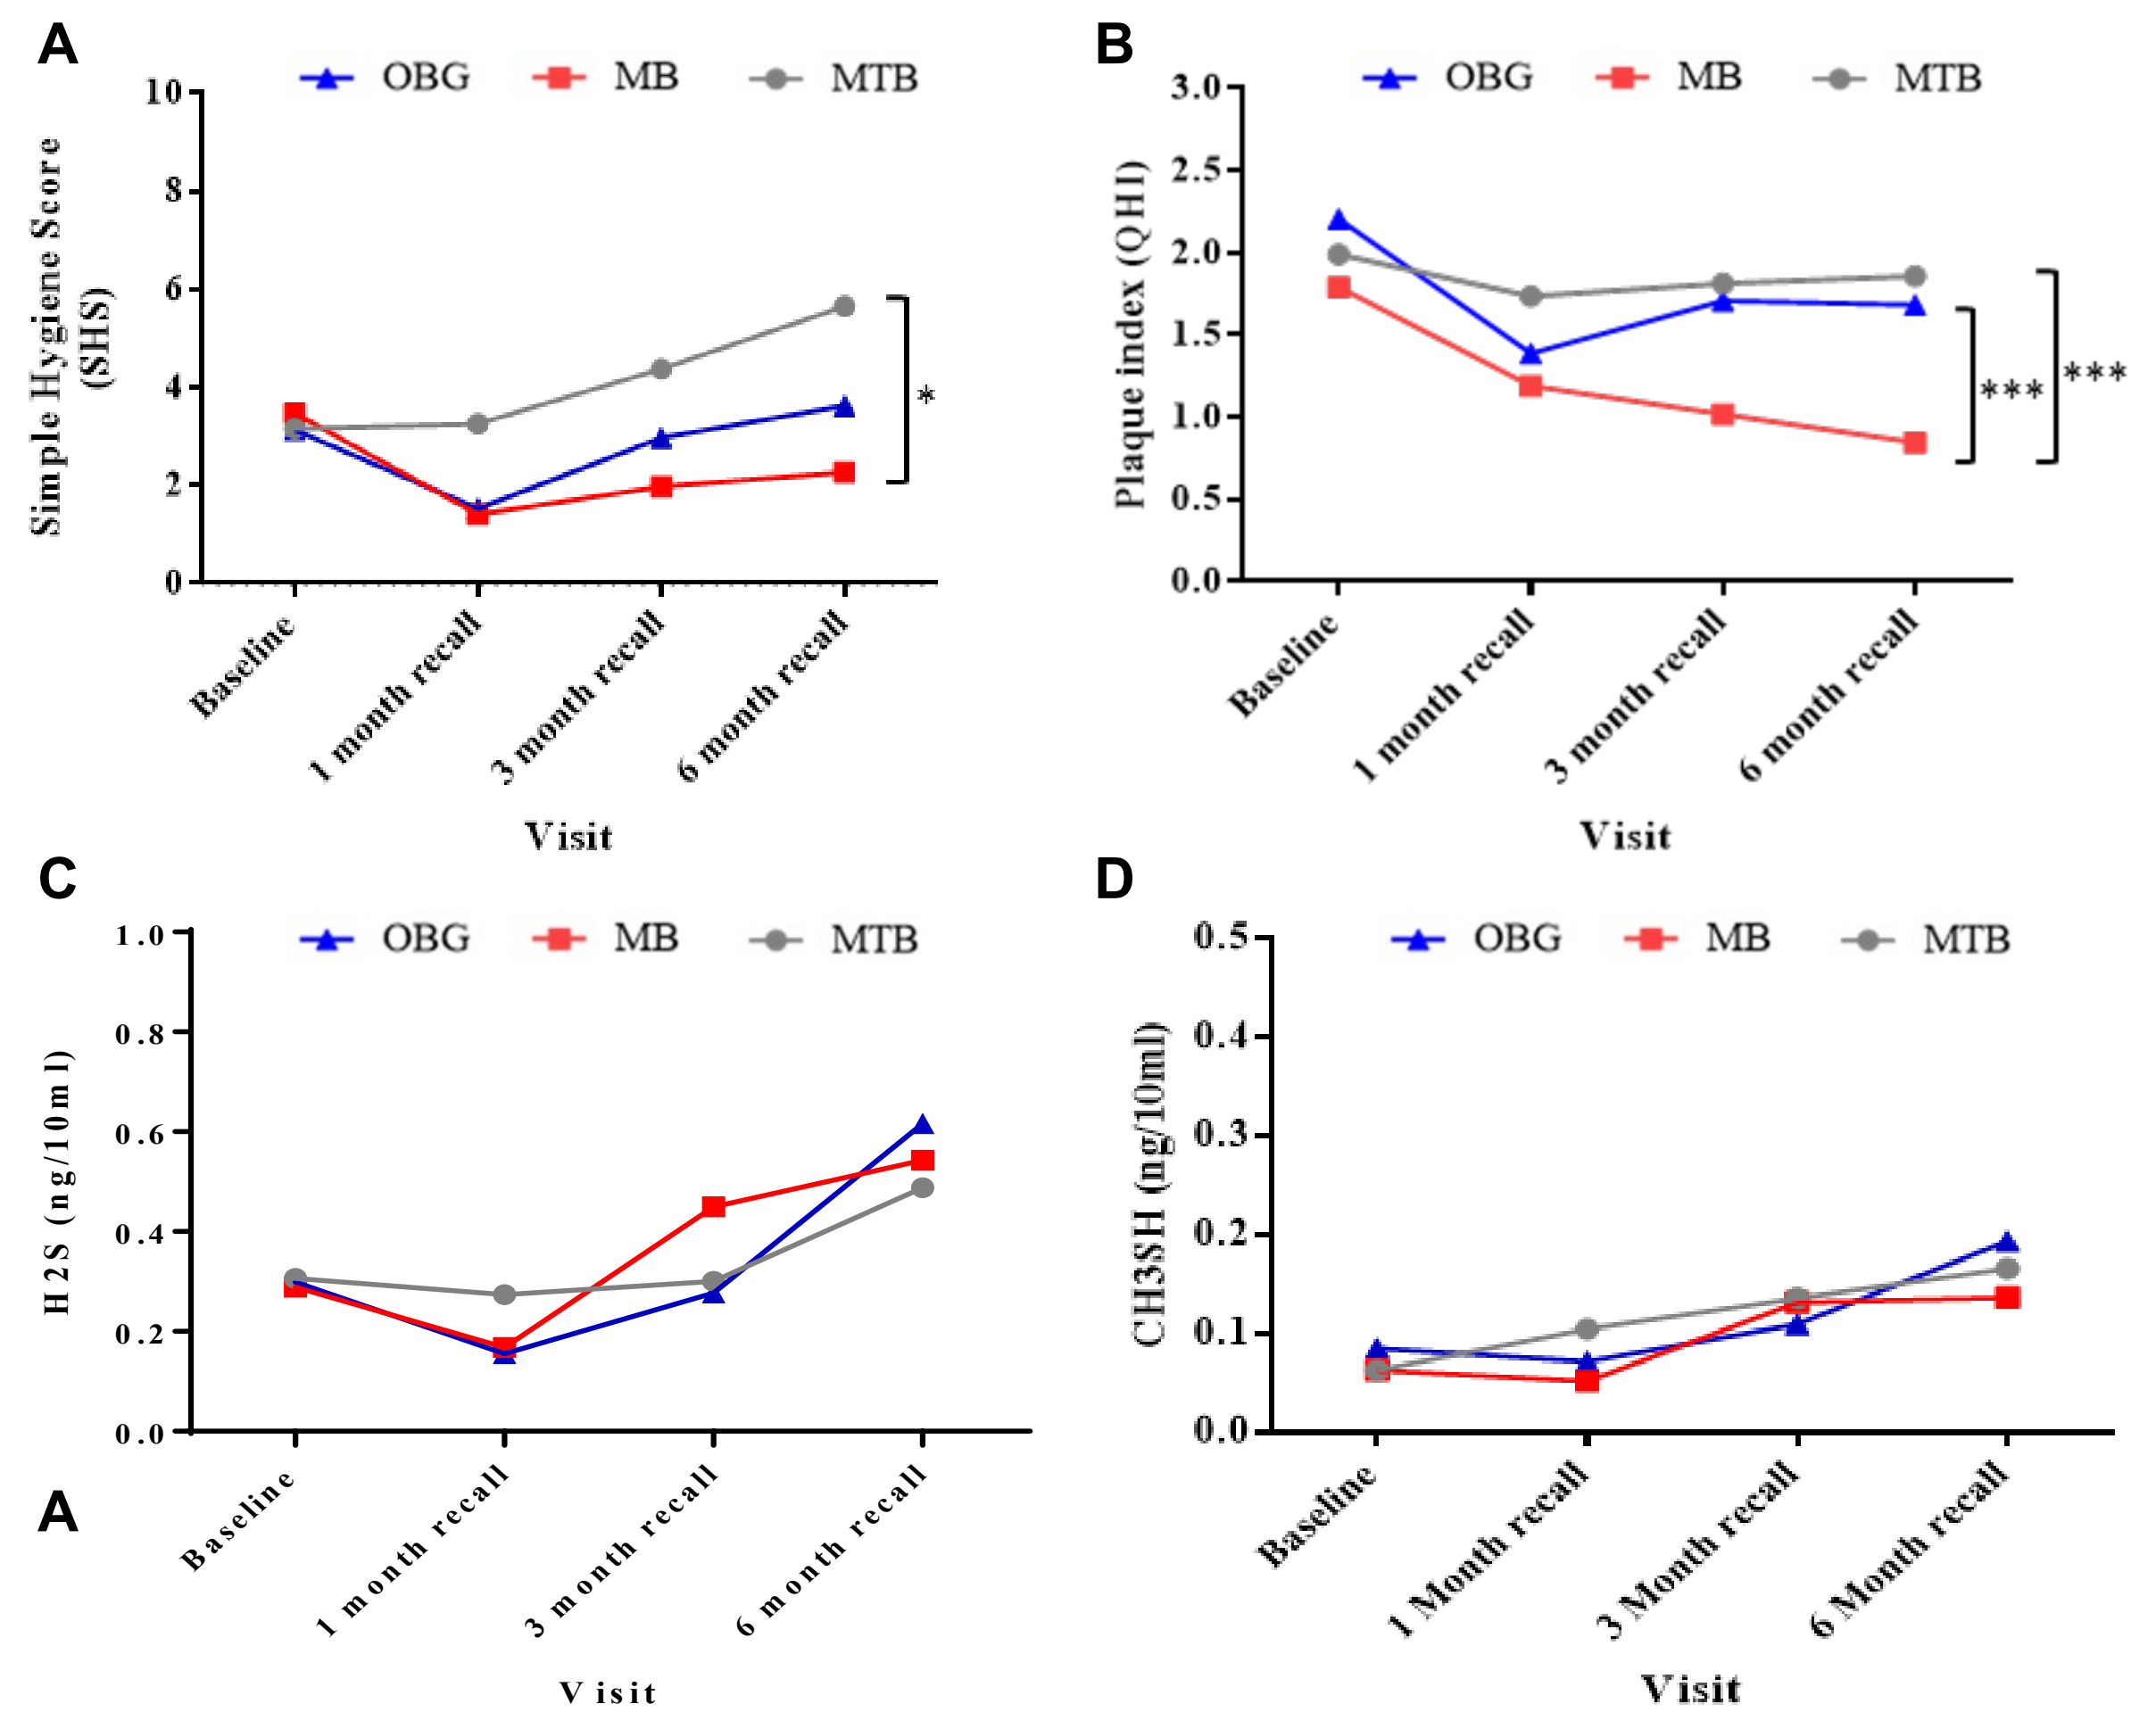 A
OBG MB MTB
10
8
6
4
2
0
Simple Hygiene Score
(SHS)
*
Baseline
1 month recall
3 month recall
6 month recall
Visit
B
OBG MB MTB
3.0
2.5
2.0
1.5
1.0
0.5
0.0
Plaque index (QHI)
***
***
Baseline
1 month recall
3 month recall
6 month recall
Visit
C
OBG MB MTB
1.0
0.8
0.6
0.4
0.2
0.0
H2S (ng/10ml)
Baseline
1 month recall
3 month recall
6 month recall
Visit
A
D
OBG MB MTB
0.5
0.4
0.3
0.2
0.1
0.0
CH3SH (ng/10ml)
Baseline
1 Month recall
3 Month recall
6 Month recall
Visit